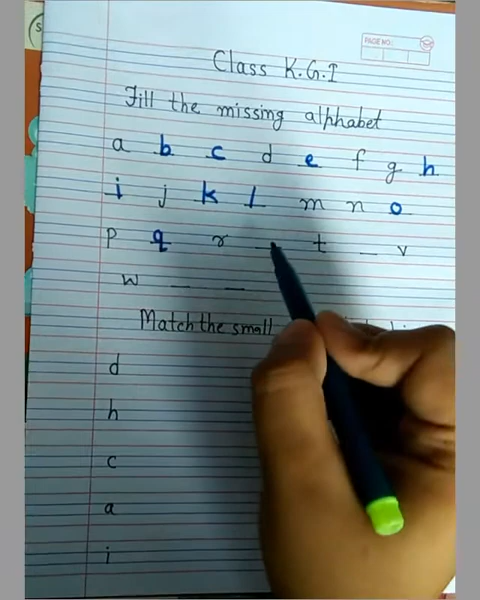 PAGE NO.:
Class K.G.I
Fill the missing alphabet
a b c d e f g h
i j k l m n o
p q r _ t _ v
w _ _
Match the small
d
h
c
a
i